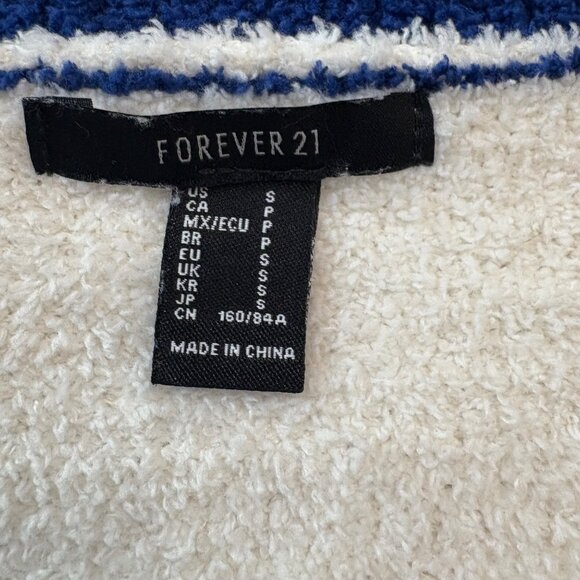 FOREVER 21
US S
CA P
MX/ECU P
BR P
EU S
UK S
KR S
JP S
CN 160/84A
MADE IN CHINA